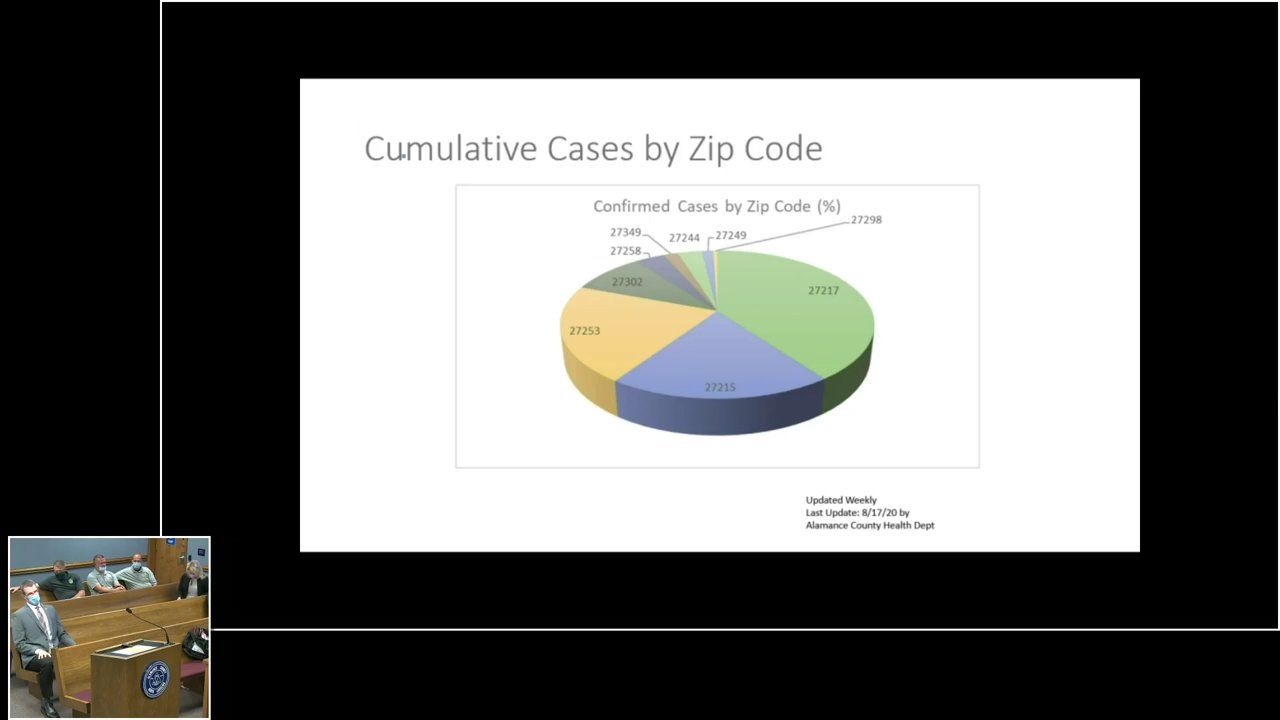 Cumulative Cases by Zip Code
Confirmed Cases by Zip Code (%)
27298
27349
27244
27249
27258
27302
27217
27253
27215
Updated Weekly
Last Update: 8/17/20 by
Alamance County Health Dept